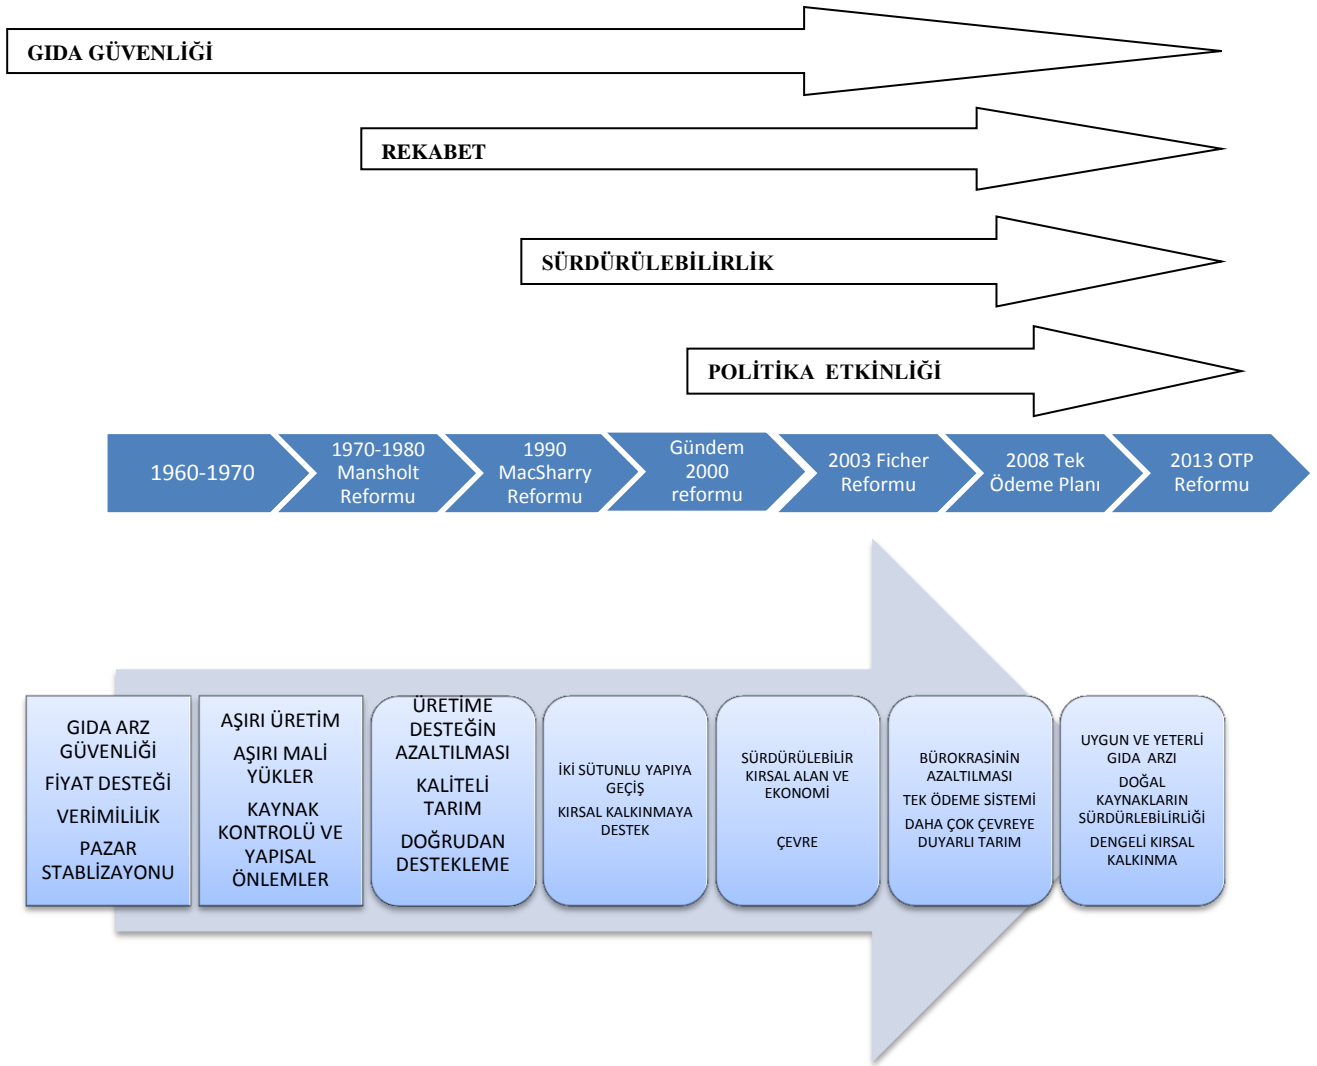 GIDA GÜVENLİĞİ
REKABET
SÜRDÜRÜLEBİLİRLİK
POLİTIKA ETKİNLİĞİ
1960-1970
1970-1980
Mansholt
Reformu
1990
MacSharry
Reformu
Gündem
2000
reformu
2003 Ficher
Reformu
2008 Tek
Ödeme Planı
2013 OTP
Reformu
GIDA ARZ
GÜVENLİĞİ
FİYAT DESTEĞİ
VERİMİLİLİK
PAZAR
STABLİZAYONU
AŞIRI ÜRETİM
AŞIRI MALİ
YÜKLER
KAYNAK
KONTROLÜ VE
YAPISAL
ÖNLEMLER
ÜRETİME
DESTEĞİN
AZALTILMASI
KALİTELİ
TARIM
DOĞRUDAN
DESTEKLEME
İKİ SÜTUNLU YAPIYA
GEÇİŞ
KIRSAL KALKINMAYA
DESTEK
SÜRDÜRÜLEBİLİR
KIRSAL ALAN VE
EKONOMİ
ÇEVRE
BÜROKRASİNİN
AZALTILMASI
TEK ÖDEME SİSTEMİ
DAHA ÇOK ÇEVREYE
DUYARLI TARIM
UYGUN VE YETERLİ
GIDA ARZI
DOĞAL
KAYNAKLARIN
SÜRDÜRLEBİLİRLİĞİ
DENGELİ KIRSAL
KALKINMA